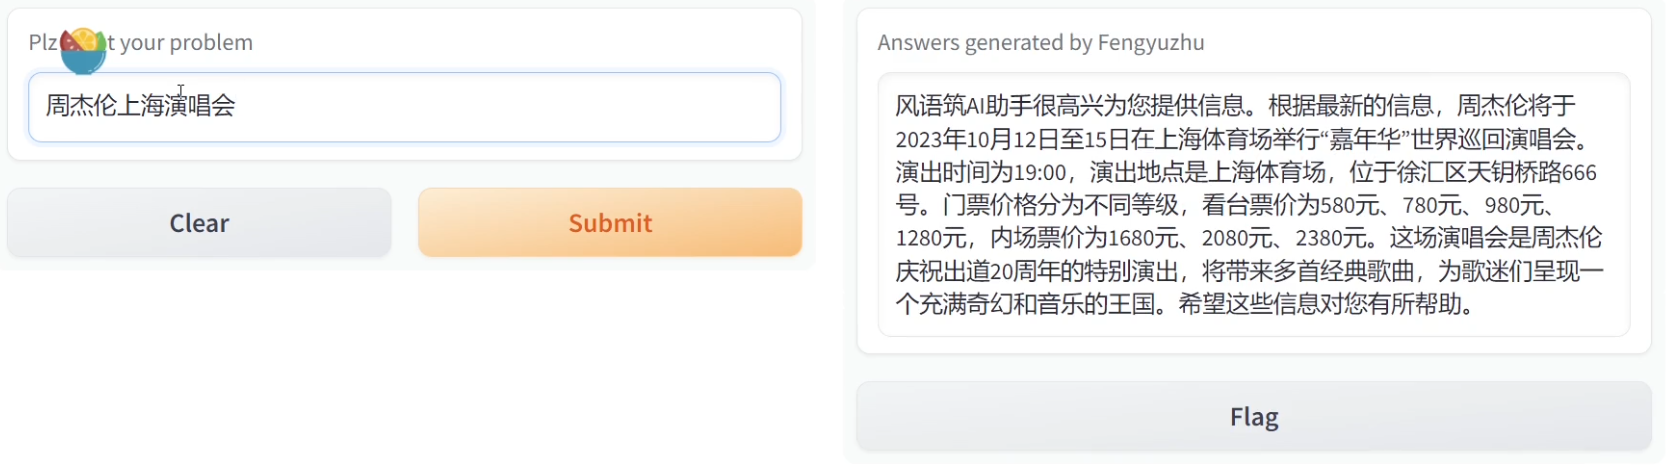 Plz t your problem
周杰伦上海演唱会
Clear
Submit
Answers generated by Fengyuzhu
风语筑AI助手很高兴为您提供信息。根据最新的信息，周杰伦将于
2023年10月12日至15日在上海体育场举行“嘉年华”世界巡回演唱会。
演出时间为19:00，演出地点是上海体育场，位于徐汇区天钥桥路666
号。门票价格分为不同等级，看台票价为580元、780元、980元、
1280元，内场票价为1680元、2080元、2380元。这场演唱会是周杰伦
庆祝出道20周年的特别演出，将带来多首经典歌曲，为歌迷们呈现一
个充满奇幻和音乐的王国。希望这些信息对您有所帮助。
Flag